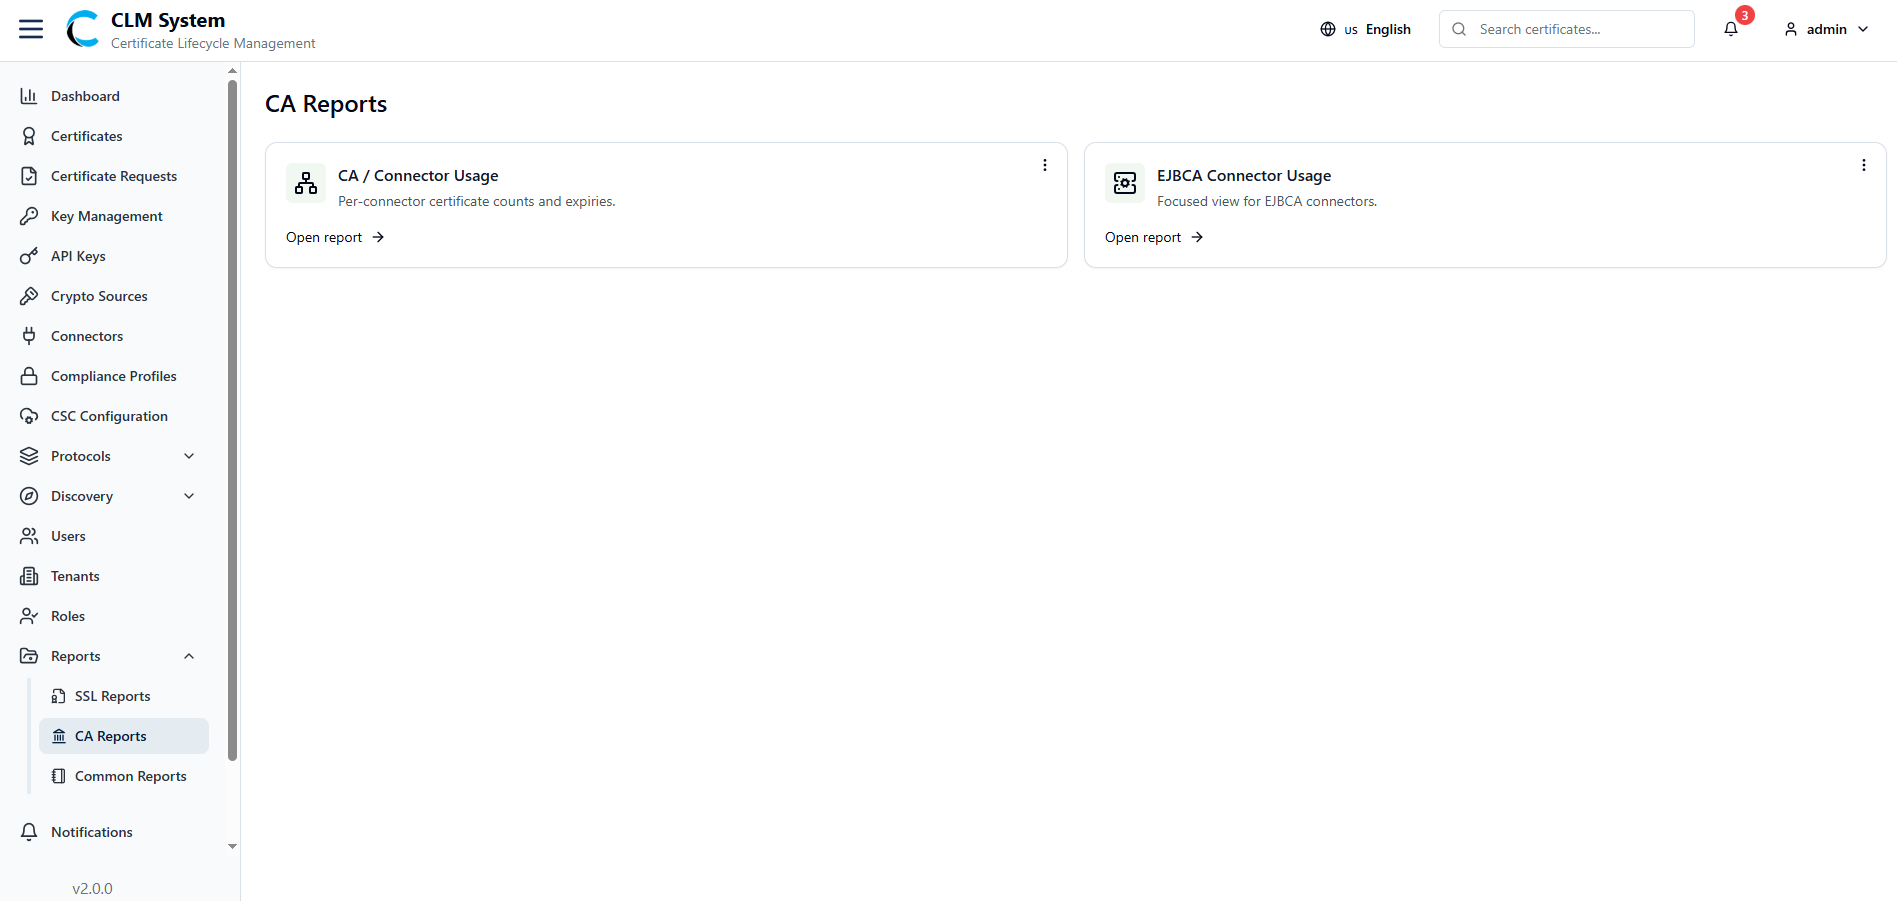 CLM System
Certificate Lifecycle Management
us English
Search certificates...
3
admin
Dashboard
Certificates
Certificate Requests
Key Management
API Keys
Crypto Sources
Connectors
Compliance Profiles
CSC Configuration
Protocols
Discovery
Users
Tenants
Roles
Reports
SSL Reports
CA Reports
Common Reports
Notifications
v2.0.0
CA Reports
CA / Connector Usage
Per-connector certificate counts and expiries.
Open report
EJBCA Connector Usage
Focused view for EJBCA connectors.
Open report